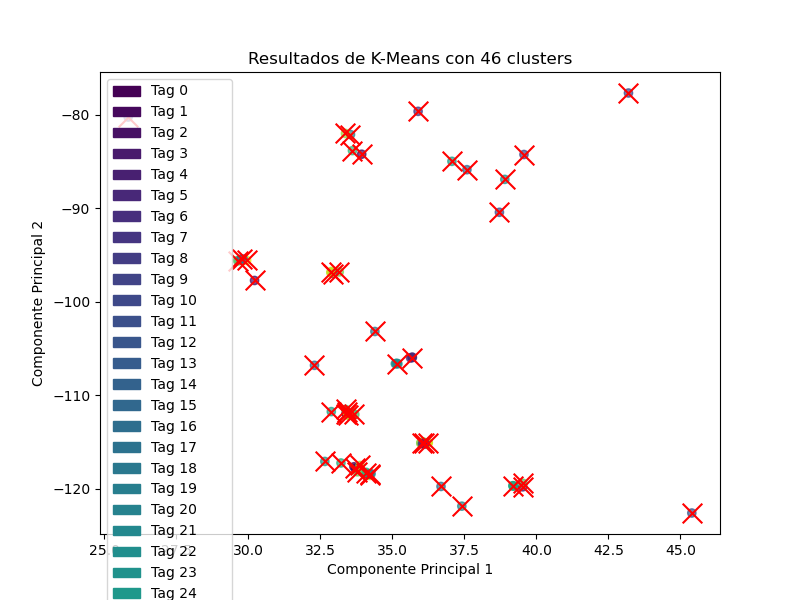 Resultados de K-Means con 46 clusters
Componente Principal 2
−80
−90
−100
−110
−120
Tag 0
Tag 1
Tag 2
Tag 3
Tag 4
Tag 5
Tag 6
Tag 7
Tag 8
Tag 9
Tag 10
Tag 11
Tag 12
Tag 13
Tag 14
Tag 15
Tag 16
Tag 17
Tag 18
Tag 19
Tag 20
Tag 21
Tag 22
Tag 23
Tag 24
30.0 32.5 35.0 37.5 40.0 42.5 45.0
Componente Principal 1